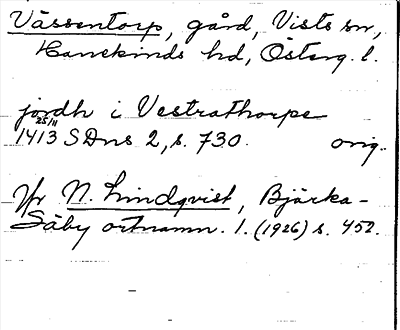 Vässentorp, gård, Vists sn,
Hanekinds hd, Österg. l.
jordh i Vestrathorpe
25/11
1413 SDns 2, s. 730. orig.
Jfr N. Lindqvist, Bjärka-
Säby ortnamn. 1. (1926) s. 452.